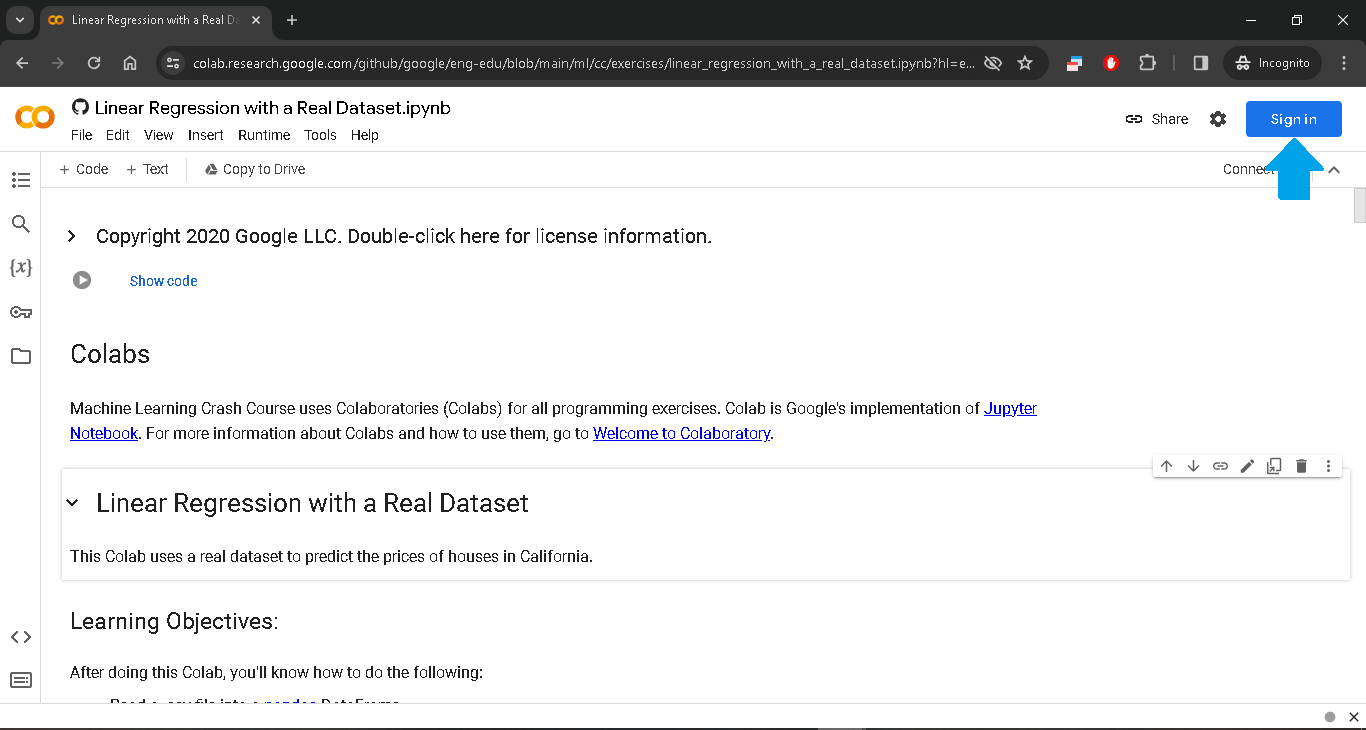 Linear Regression with a Real Da
colab.research.google.com/github/google/eng-edu/blob/main/ml/cc/exercises/linear_regression_with_a_real_dataset.ipynb?hl=e...
Incognito
Linear Regression with a Real Dataset.ipynb
File Edit View Insert Runtime Tools Help
Share
Sign in
+ Code + Text Copy to Drive
Connect
Copyright 2020 Google LLC. Double-click here for license information.
Show code
{x}
Colabs
Machine Learning Crash Course uses Colaboratories (Colabs) for all programming exercises. Colab is Google's implementation of Jupyter
Notebook. For more information about Colabs and how to use them, go to Welcome to Colaboratory.
Linear Regression with a Real Dataset
This Colab uses a real dataset to predict the prices of houses in California.
Learning Objectives:
After doing this Colab, you'll know how to do the following: